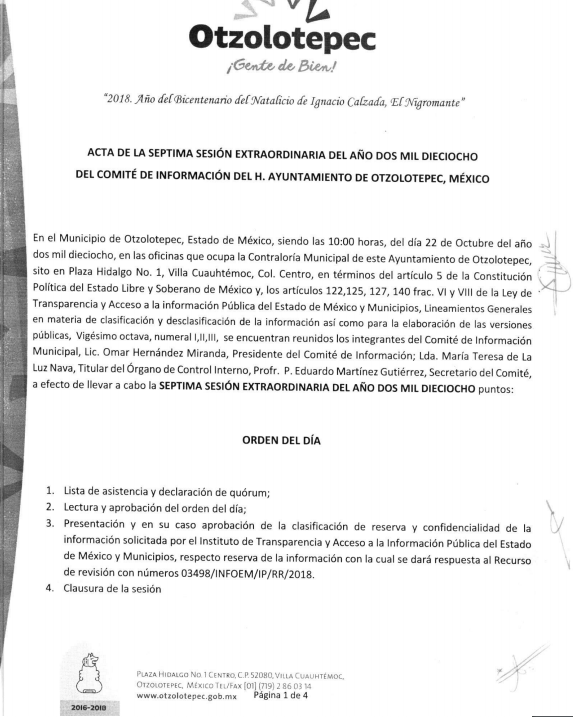 Otzolotepec
¡Gente de Bien!
"2018. Año del Bicentenario del Natalicio de Ignacio Calzada, El Nigromante"
ACTA DE LA SEPTIMA SESIÓN EXTRAORDINARIA DEL AÑO DOS MIL DIECIOCHO
DEL COMITÉ DE INFORMACIÓN DEL H. AYUNTAMIENTO DE OTZOLOTEPEC, MÉXICO
En el Municipio de Otzolotepec, Estado de México, siendo las 10:00 horas, del día 22 de Octubre del año
dos mil dieciocho, en las oficinas que ocupa la Contraloría Municipal de este Ayuntamiento de Otzolotepec,
sito en Plaza Hidalgo No. 1, Villa Cuauhtémoc, Col. Centro, en términos del artículo 5 de la Constitución
Política del Estado Libre y Soberano de México y, los artículos 122,125, 127, 140 frac. VI y VIII de la Ley de
Transparencia y Acceso a la información Pública del Estado de México y Municipios, Lineamientos Generales
en materia de clasificación y desclasificación de la información así como para la elaboración de las versiones
públicas, Vigésimo octava, numeral I,II,III, se encuentran reunidos los integrantes del Comité de Información
Municipal, Lic. Omar Hernández Miranda, Presidente del Comité de Información; Lda. María Teresa de La
Luz Nava, Titular del Órgano de Control Interno, Profr. P. Eduardo Martínez Gutiérrez, Secretario del Comité,
a efecto de llevar a cabo la SEPTIMA SESIÓN EXTRAORDINARIA DEL AÑO DOS MIL DIECIOCHO puntos:
ORDEN DEL DÍA
1. Lista de asistencia y declaración de quórum;
2. Lectura y aprobación del orden del día;
3. Presentación y en su caso aprobación de la clasificación de reserva y confidencialidad de la
información solicitada por el Instituto de Transparencia y Acceso a la Información Pública del Estado
de México y Municipios, respecto reserva de la información con la cual se dará respuesta al Recurso
de revisión con números 03498/INFOEM/IP/RR/2018.
4. Clausura de la sesión
PLAZA HIDALGO NO. 1 CENTRO, C.P. 52080, VILLA CUAUHTÉMOC,
OTZOLOTEPEC, MÉXICO TEL/FAX [01] (719) 2 86 03 14
www.otzolotepec.gob.mx Página 1 de 4
2016-2018